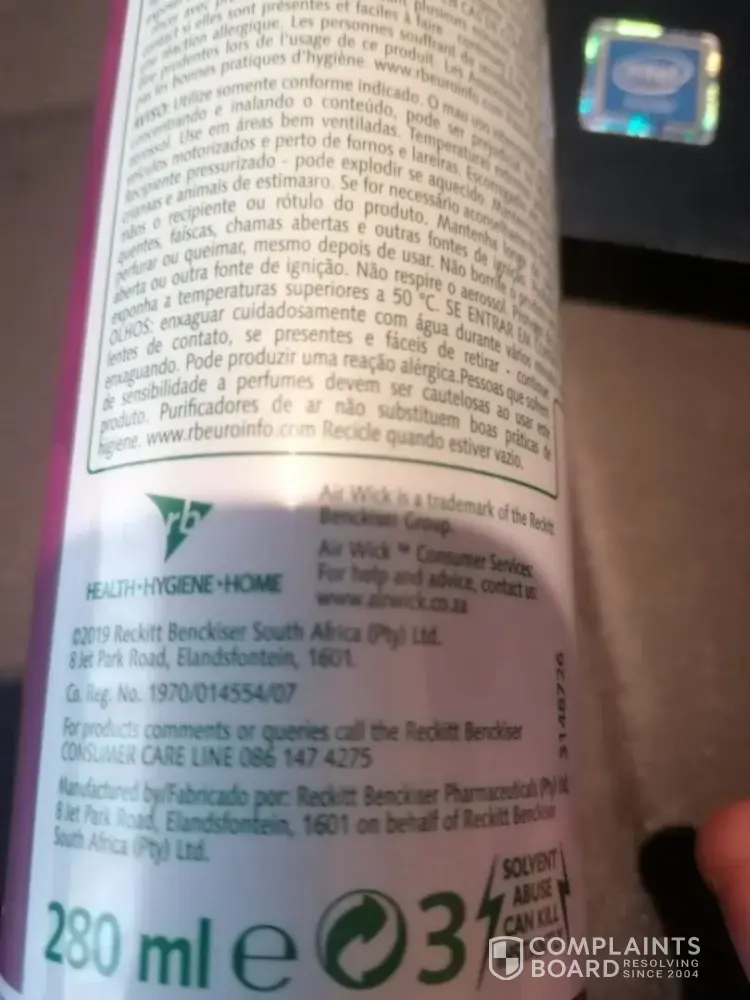 contact si elles sont présentes et faciles à faire
une réaction allergique. Les personnes souffrant de
être prudentes lors de l'usage de ce produit. Les
pas les bonnes pratiques d'hygiène. www.rbeuroinfo.com
AVISO: Utilize somente conforme indicado. O mau uso
concentrando e inalando o conteúdo, pode ser
aerossol. Use em áreas bem ventiladas. Temperaturas
veículos motorizados e perto de fornos e lareiras.
Recipiente pressurizado - pode explodir se aquecido.
crianças e animais de estimaaro. Se for necessário
mãos o recipiente ou rótulo do produto. Mantenha longe
quentes, faíscas, chamas abertas e outras fontes de ignição.
perfurar ou queimar, mesmo depois de usar. Não borrife o
aberta ou outra fonte de ignição. Não respire o aerossol.
exponha a temperaturas superiores a 50 °C. SE ENTRAR EM
OLHOS: enxaguar cuidadosamente com água durante vários
lentes de contato, se presentes e fáceis de retirar - continue
enxaguando. Pode produzir uma reação alérgica.Pessoas que sofrem
de sensibilidade a perfumes devem ser cautelosas ao usar este
produto. Purificadores de ar não substituem boas práticas de
higiene. www.rbeuroinfo.com Recicle quando estiver vazio.
rb
HEALTH•HYGIENE•HOME
Air Wick is a trademark of the Reckitt
Benckiser Group.
Air Wick ™ Consumer Services:
For help and advice, contact us:
www.airwick.co.za
©2019 Reckitt Benckiser South Africa (Pty) Ltd.
8 Jet Park Road, Elandsfontein, 1601.
Co. Reg. No. 1970/014554/07
For products comments or queries call the Reckitt Benckiser
CONSUMER CARE LINE 086 147 4275
Manufactured by/Fabricado por: Reckitt Benckiser Pharmaceuticals (Pty) Ltd.
8 Jet Park Road, Elandsfontein, 1601 on behalf of Reckitt Benckiser
South Africa (Pty) Ltd.
3148726
280 ml e 3
SOLVENT
ABUSE
CAN KILL
COMPLAINTS
BOARD RESOLVING
SINCE 2004